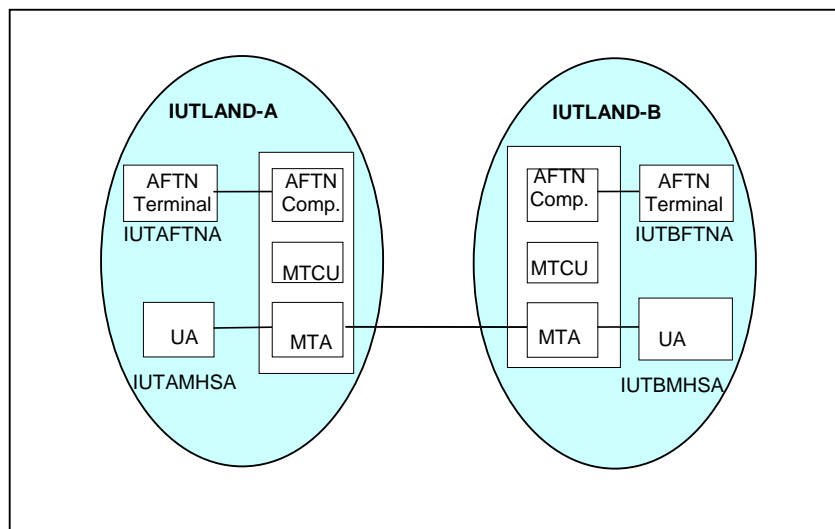 IUTLAND-A
AFTN
Terminal
IUTAFTNA
AFTN
Comp.
MTCU
UA
MTA
IUTAMHSA
IUTLAND-B
AFTN
Comp.
AFTN
Terminal
IUTBFTNA
MTCU
MTA
UA
IUTBMHSA